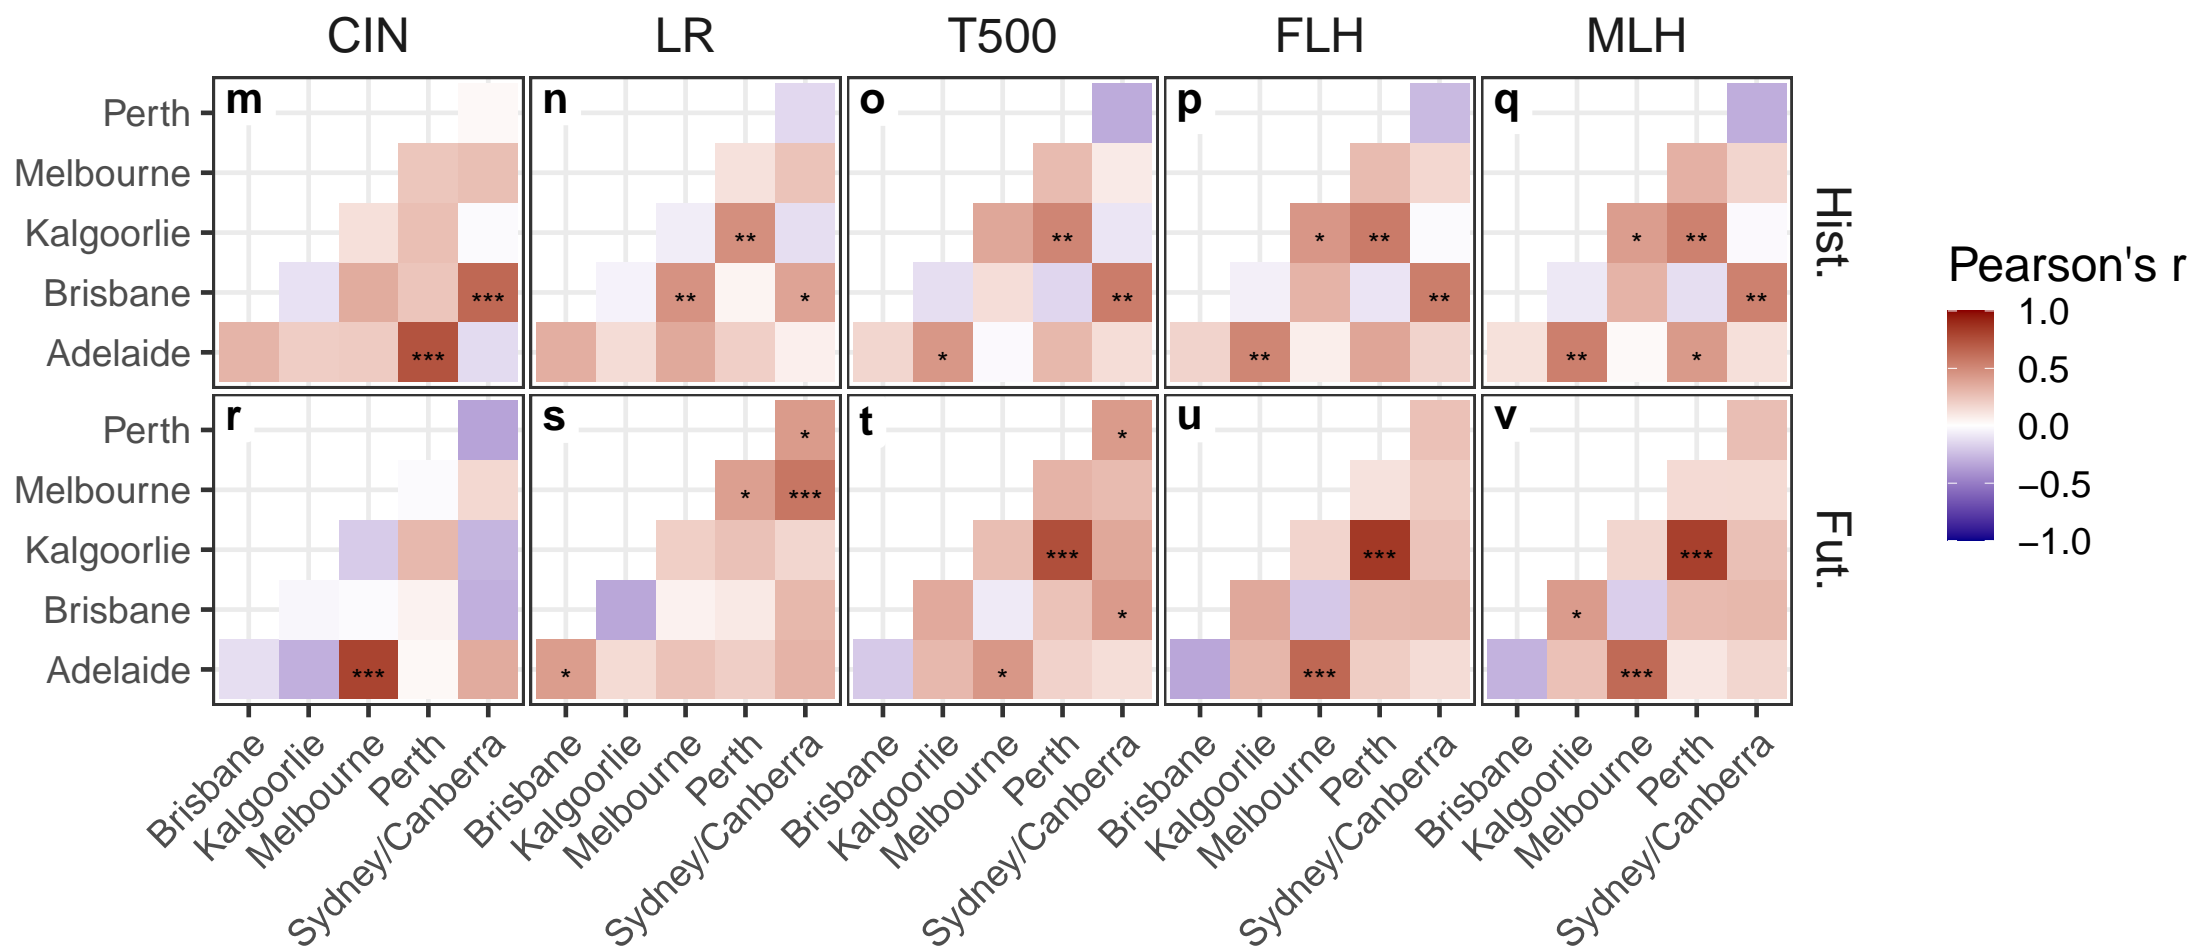 CIN LR T500 FLH MLH
m n o p q
Perth
Melbourne
Kalgoorlie ** ** * ** * **
Brisbane *** ** * ** ** **
Adelaide *** * ** ** *
Hist.
r s t u v
Perth * *
Melbourne * ***
Kalgoorlie *** *** ***
Brisbane * *
Adelaide *** * * *** ***
Fut.
Brisbane Kalgoorlie Melbourne Perth Sydney/Canberra Brisbane Kalgoorlie Melbourne Perth Sydney/Canberra Brisbane Kalgoorlie Melbourne Perth Sydney/Canberra Brisbane Kalgoorlie Melbourne Perth Sydney/Canberra Brisbane Kalgoorlie Melbourne Perth Sydney/Canberra
Pearson's r
1.0
0.5
0.0
−0.5
−1.0